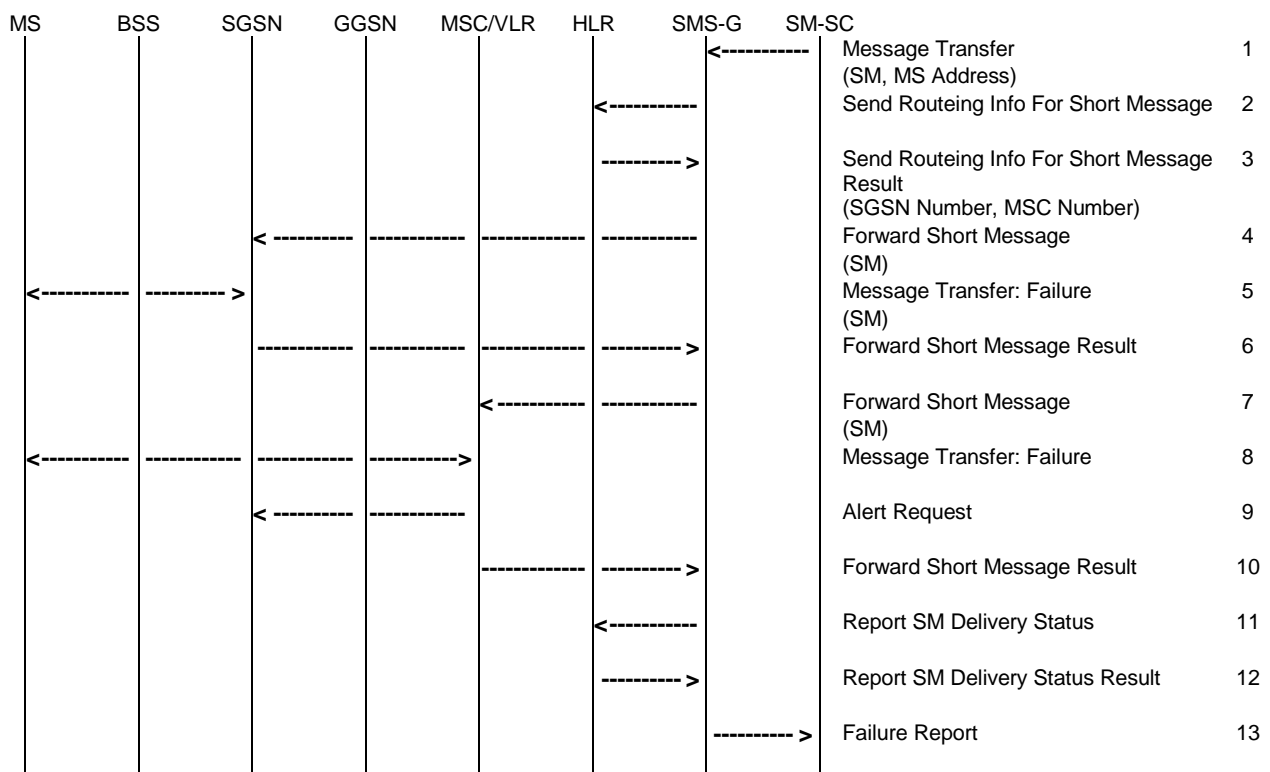 MS BSS SGSN GGSN MSC/VLR HLR SMS-G SM-SC
Message Transfer 1
(SM, MS Address)
Send Routeing Info For Short Message 2
Send Routeing Info For Short Message 3
Result
(SGSN Number, MSC Number)
Forward Short Message 4
(SM)
Message Transfer: Failure 5
(SM)
Forward Short Message Result 6
Forward Short Message 7
(SM)
Message Transfer: Failure 8
Alert Request 9
Forward Short Message Result 10
Report SM Delivery Status 11
Report SM Delivery Status Result 12
Failure Report 13